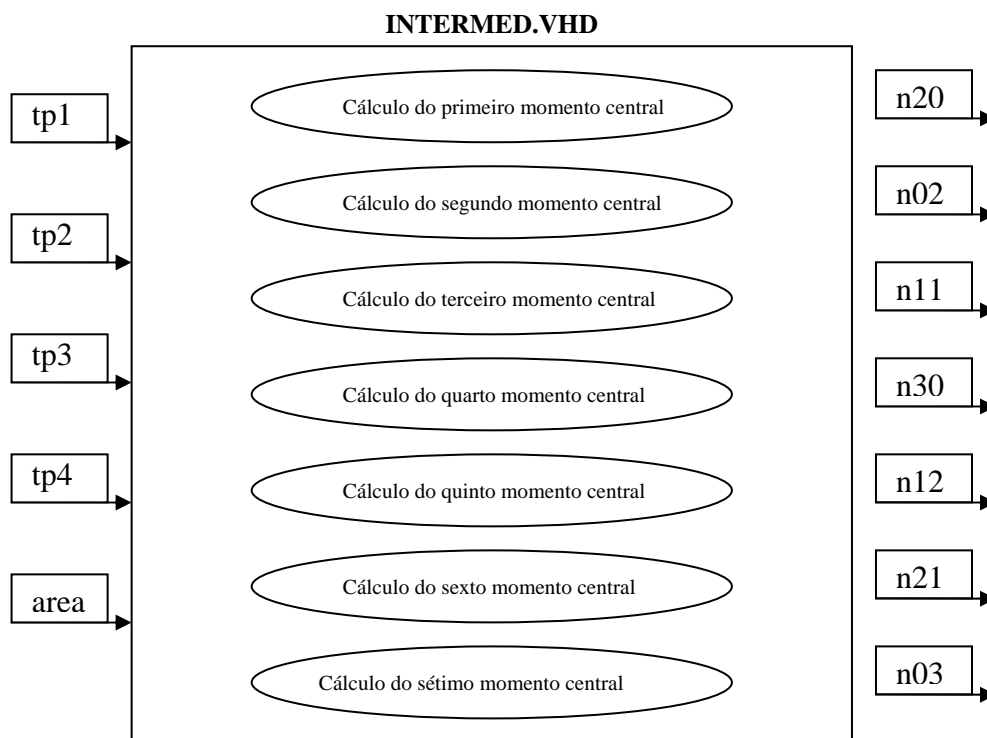 INTERMED.VHD
tp1
tp2
tp3
tp4
area
Cálculo do primeiro momento central
Cálculo do segundo momento central
Cálculo do terceiro momento central
Cálculo do quarto momento central
Cálculo do quinto momento central
Cálculo do sexto momento central
Cálculo do sétimo momento central
n20
n02
n11
n30
n12
n21
n03